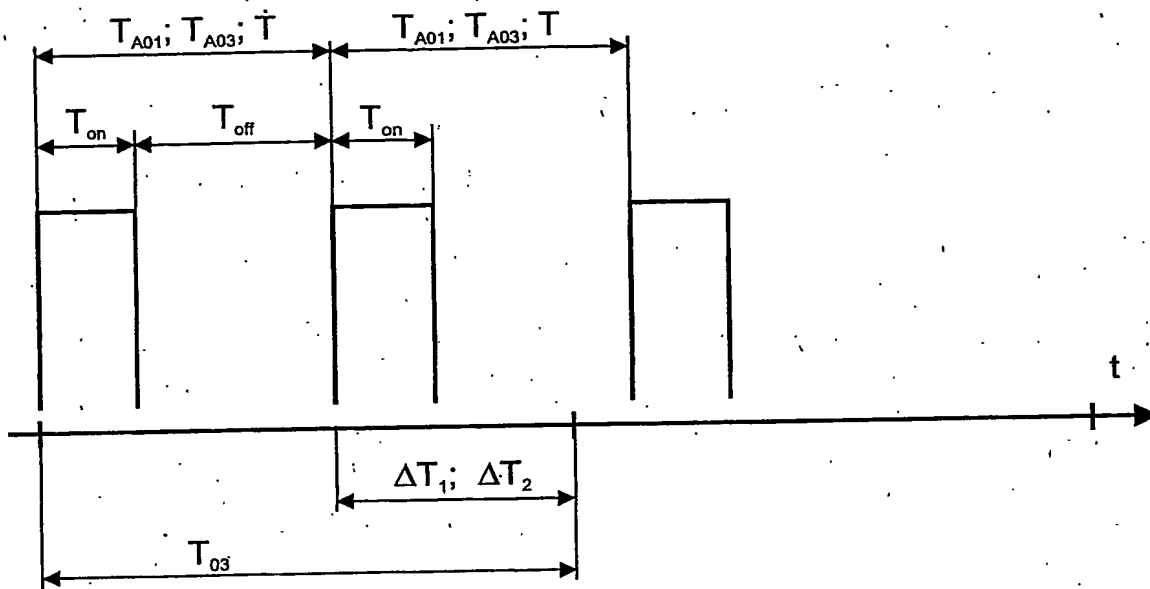 T_A01; T_A03; T T_A01; T_A03; T
T_on T_off T_on
t
ΔT_1; ΔT_2
T_03